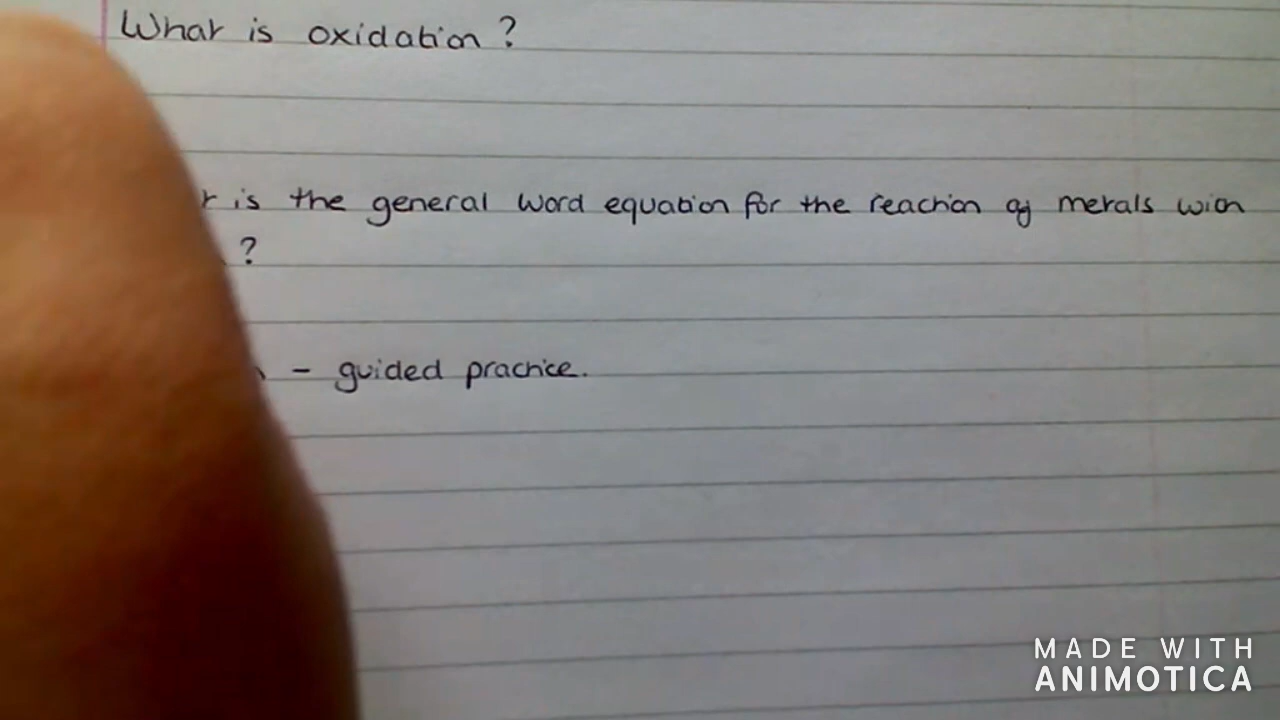 What is oxidation ?
is the general word equation for the reaction of metals with
?
- guided practice.
MADE WITH
ANIMOTICA